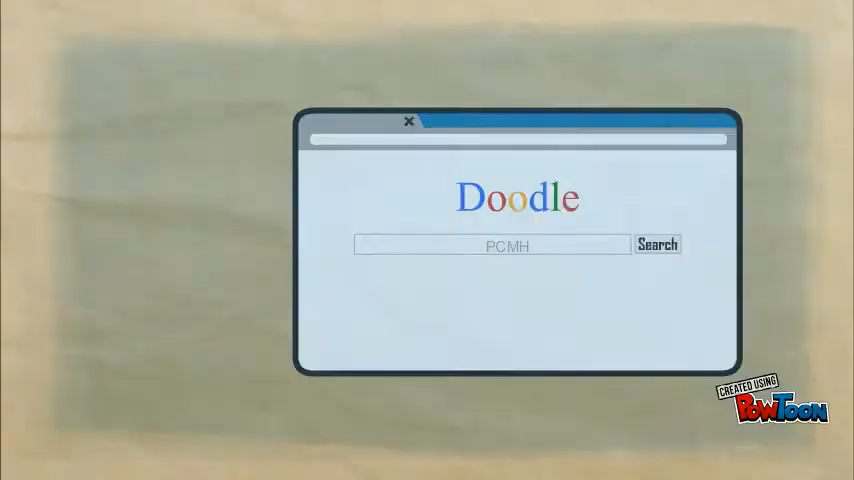 Doodle
PCMH
Search
CREATED USING
POWTOON